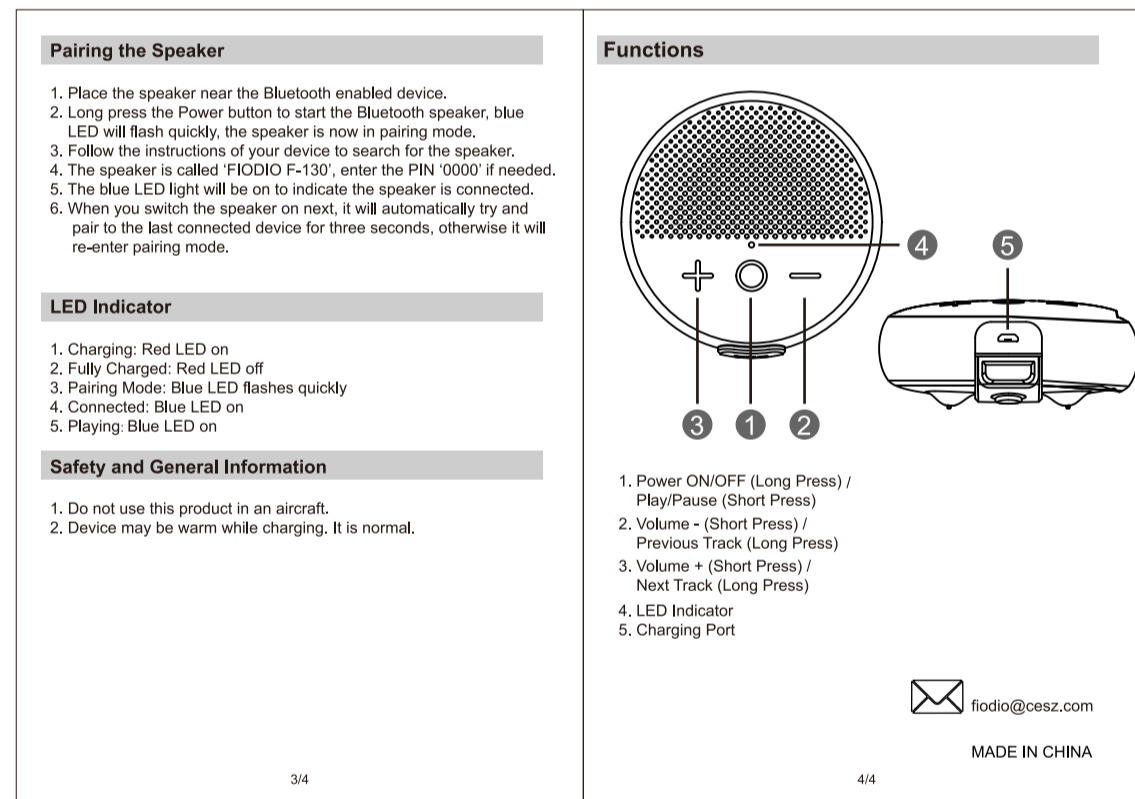 Pairing the Speaker
1. Place the speaker near the Bluetooth enabled device.
2. Long press the Power button to start the Bluetooth speaker, blue
LED will flash quickly, the speaker is now in pairing mode.
3. Follow the instructions of your device to search for the speaker.
4. The speaker is called ‘FIODIO F-130’, enter the PIN ‘0000’ if needed.
5. The blue LED light will be on to indicate the speaker is connected.
6. When you switch the speaker on next, it will automatically try and
pair to the last connected device for three seconds, otherwise it will
re-enter pairing mode.
LED Indicator
1. Charging: Red LED on
2. Fully Charged: Red LED off
3. Pairing Mode: Blue LED flashes quickly
4. Connected: Blue LED on
5. Playing: Blue LED on
Safety and General Information
1. Do not use this product in an aircraft.
2. Device may be warm while charging. It is normal.
3/4
Functions
4
5
3
1
2
1. Power ON/OFF (Long Press) /
Play/Pause (Short Press)
2. Volume - (Short Press) /
Previous Track (Long Press)
3. Volume + (Short Press) /
Next Track (Long Press)
4. LED Indicator
5. Charging Port
fiodio@cesz.com
MADE IN CHINA
4/4